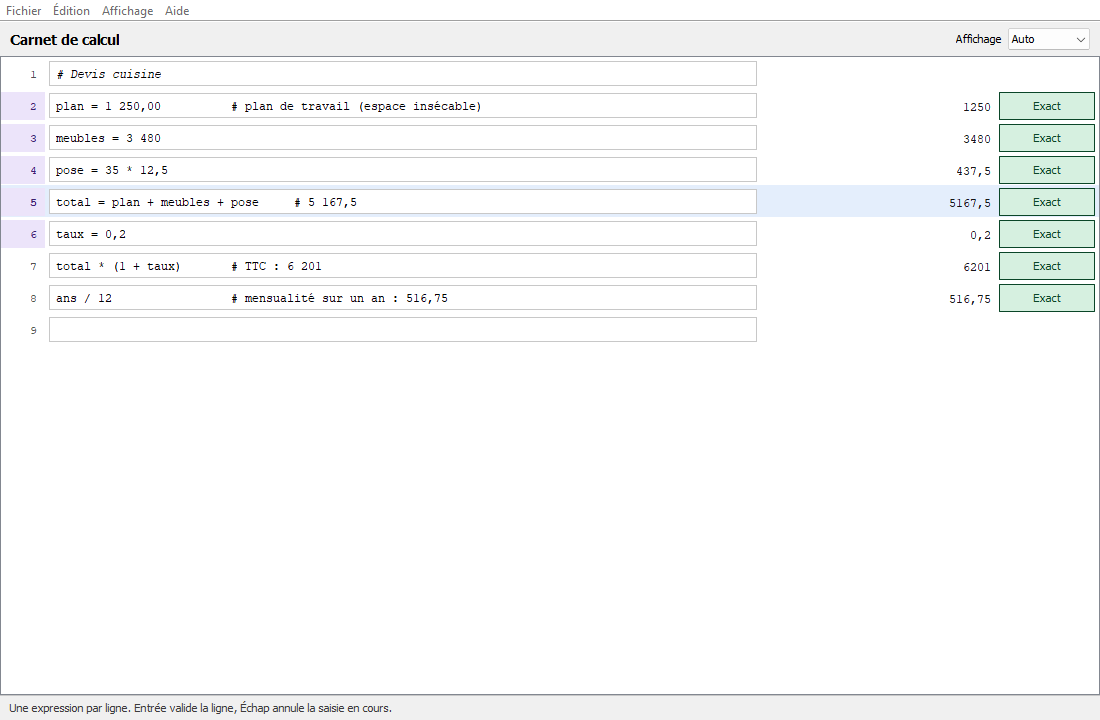 Fichier Édition Affichage Aide
Carnet de calcul Affichage Auto
1 # Devis cuisine
2 plan = 1 250,00 # plan de travail (espace insécable) 1250 Exact
3 meubles = 3 480 3480 Exact
4 pose = 35 * 12,5 437,5 Exact
5 total = plan + meubles + pose # 5 167,5 5167,5 Exact
6 taux = 0,2 0,2 Exact
7 total * (1 + taux) # TTC : 6 201 6201 Exact
8 ans / 12 # mensualité sur un an : 516,75 516,75 Exact
9
Une expression par ligne. Entrée valide la ligne, Échap annule la saisie en cours.